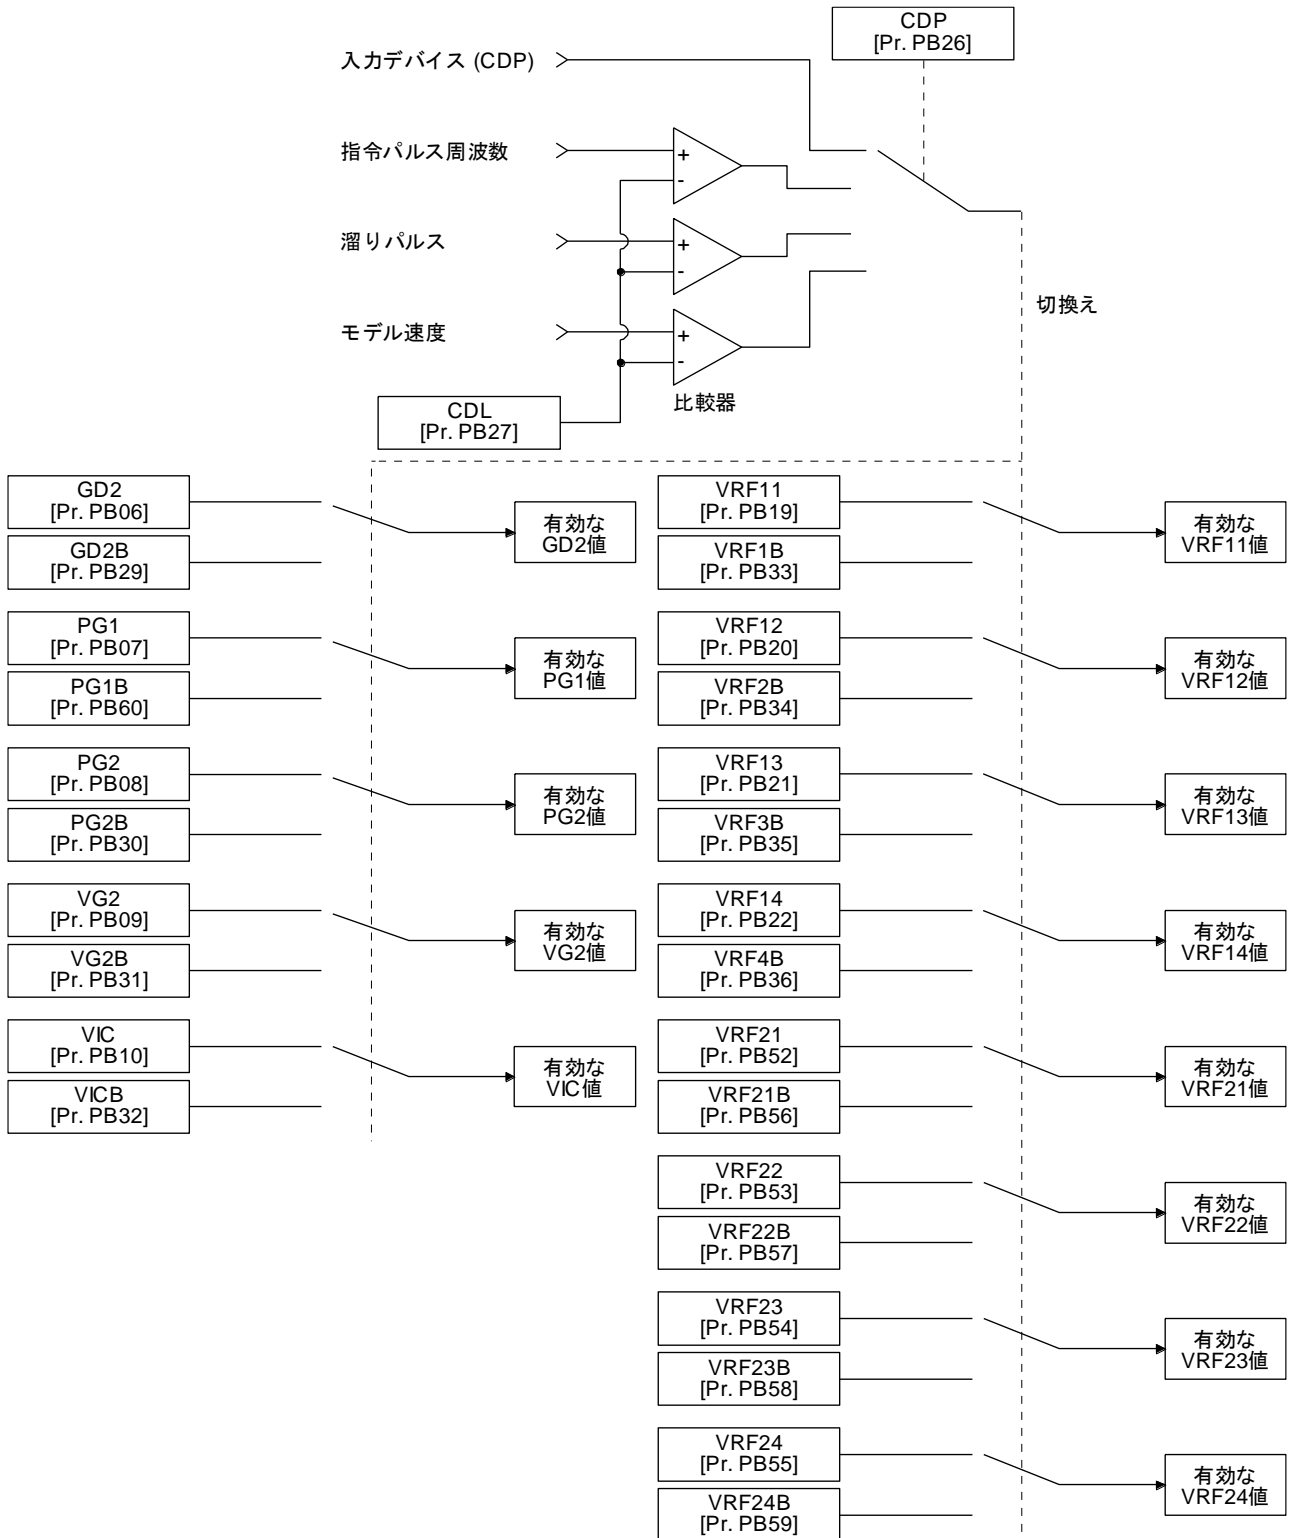 CDP
[Pr. PB26]
入力デバイス (CDP)
指令パルス周波数
+
-
溜りパルス
+
-
切換え
モデル速度
+
-
比較器
CDL
[Pr. PB27]
GD2
[Pr. PB06]
GD2B
[Pr. PB29]
有効な
GD2値
VRF11
[Pr. PB19]
VRF1B
[Pr. PB33]
有効な
VRF11値
PG1
[Pr. PB07]
PG1B
[Pr. PB60]
有効な
PG1値
VRF12
[Pr. PB20]
VRF2B
[Pr. PB34]
有効な
VRF12値
PG2
[Pr. PB08]
PG2B
[Pr. PB30]
有効な
PG2値
VRF13
[Pr. PB21]
VRF3B
[Pr. PB35]
有効な
VRF13値
VG2
[Pr. PB09]
VG2B
[Pr. PB31]
有効な
VG2値
VRF14
[Pr. PB22]
VRF4B
[Pr. PB36]
有効な
VRF14値
VIC
[Pr. PB10]
VICB
[Pr. PB32]
有効な
VIC値
VRF21
[Pr. PB52]
VRF21B
[Pr. PB56]
有効な
VRF21値
VRF22
[Pr. PB53]
VRF22B
[Pr. PB57]
有効な
VRF22値
VRF23
[Pr. PB54]
VRF23B
[Pr. PB58]
有効な
VRF23値
VRF24
[Pr. PB55]
VRF24B
[Pr. PB59]
有効な
VRF24値